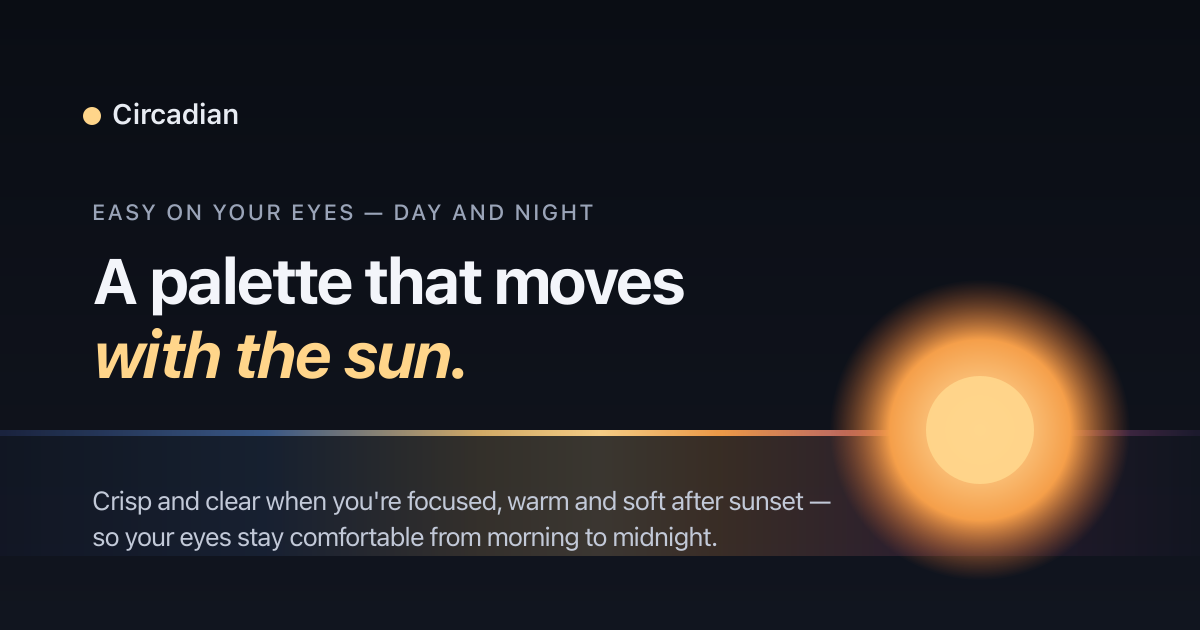 Circadian
EASY ON YOUR EYES — DAY AND NIGHT
A palette that moves
with the sun.
Crisp and clear when you're focused, warm and soft after sunset —
so your eyes stay comfortable from morning to midnight.